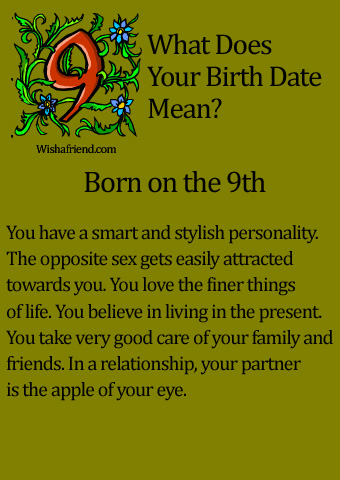 9
What Does
Your Birth Date
Mean?
Wishafriend.com
Born on the 9th
You have a smart and stylish personality.
The opposite sex gets easily attracted
towards you. You love the finer things
of life. You believe in living in the present.
You take very good care of your family and
friends. In a relationship, your partner
is the apple of your eye.